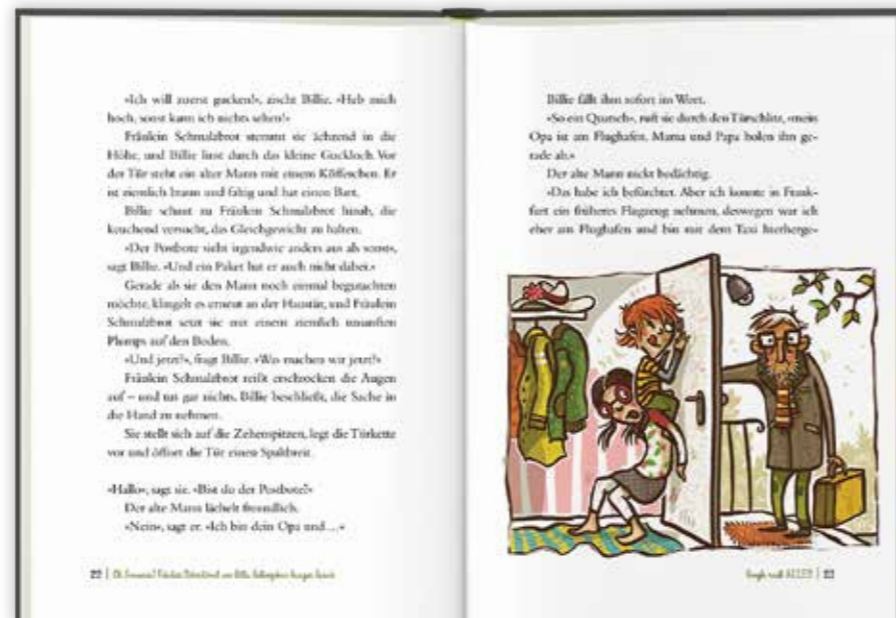 »Ich will zuerst gucken!«, zischt Billie. »Heb mich
hoch, sonst kann ich nichts sehen!«
Fräulein Schmalzbrot stemmt sie ächzend in die
Höhe, und Billie linst durch das kleine Guckloch. Vor
der Tür steht ein alter Mann mit einem Köfferchen. Er
ist ziemlich braun und faltig und hat einen Bart.
Billie schaut zu Fräulein Schmalzbrot hinab, die
keuchend versucht, das Gleichgewicht zu halten.
»Der Postbote sieht irgendwie anders aus als sonst«,
sagt Billie. »Und ein Paket hat er auch nicht dabei.«
Gerade als sie den Mann noch einmal begutachten
möchte, klingelt es erneut an der Haustür, und Fräulein
Schmalzbrot setzt sie mit einem ziemlich unsanften
Plumps auf den Boden.
»Und jetzt?«, fragt Billie. »Was machen wir jetzt?«
Fräulein Schmalzbrot reißt erschrocken die Augen
auf – und tut gar nichts. Billie beschließt, die Sache in
die Hand zu nehmen.
Sie stellt sich auf die Zehenspitzen, legt die Türkette
vor und öffnet die Tür einen Spaltbreit.
»Hallo«, sagt sie. »Bist du der Postbote?«
Der alte Mann lächelt freundlich.
»Nein«, sagt er. »Ich bin dein Opa und …«
22 |
Billie fällt ihm sofort ins Wort.
»So ein Quatsch«, ruft sie durch den Türschlitz, »mein
Opa ist am Flughafen. Mama und Papa holen ihn ge-
rade ab.«
Der alte Mann nickt bedächtig.
»Das habe ich befürchtet. Aber ich konnte in Frank-
furt ein früheres Flugzeug nehmen, deswegen war ich
eher am Flughafen und bin mit dem Taxi hierherge-
| 23